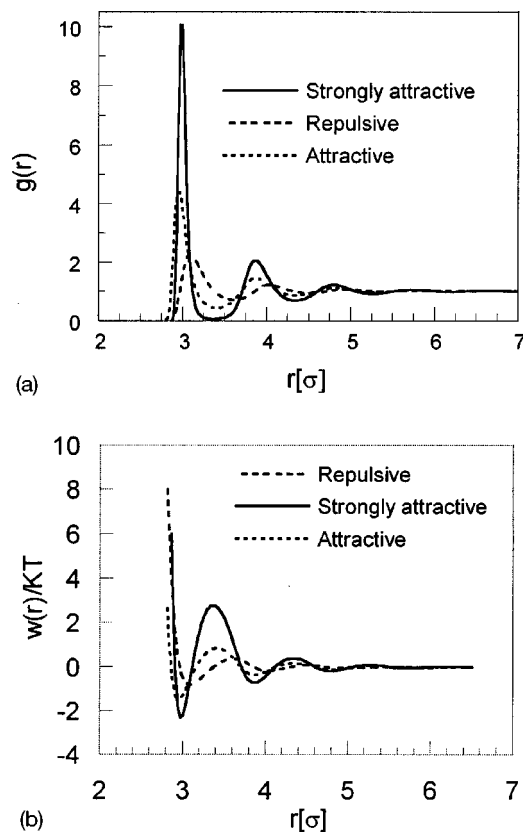 10
8
6
4
2
0
g(r)
Strongly attractive
Repulsive
Attractive
2 3 4 5 6 7
r[σ]
(a)
10
8
6
4
2
0
-2
-4
w(r)/KT
Repulsive
Strongly attractive
Attractive
2 3 4 5 6 7
r[σ]
(b)